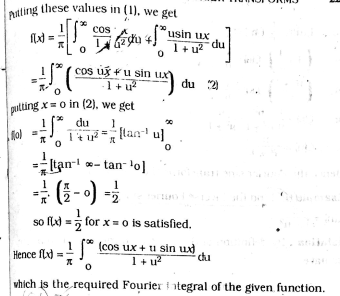 Putting these values in (1), we get
f(x) = 1/π [ ∫₀^∞ cos ux/(1 + u²) du + ∫₀^∞ u sin ux/(1 + u²) du ]
= 1/π ∫₀^∞ ( (cos ux + u sin ux)/(1 + u²) ) du (2)
putting x = o in (2), we get
f(o) = 1/π ∫₀^∞ du/(1 + u²) = 1/π [tan⁻¹ u]₀^∞
= 1/π [tan⁻¹ ∞ – tan⁻¹ o]
= 1/π · (π/2 – o) = 1/2
so f(x) = 1/2 for x = o is satisfied.
Hence f(x) = 1/π ∫₀^∞ (cos ux + u sin ux)/(1 + u²) du
which is the required Fourier integral of the given function.